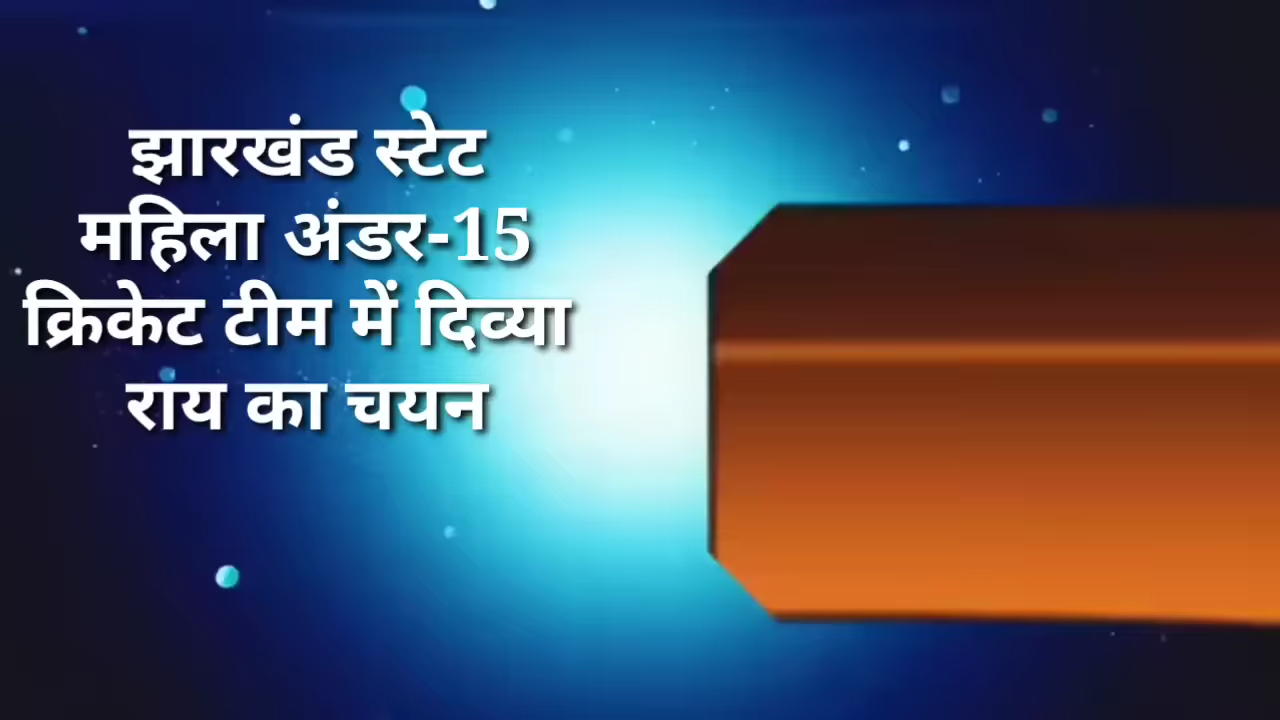 झारखंड स्टेट
महिला अंडर-15
क्रिकेट टीम में दिव्या
राय का चयन